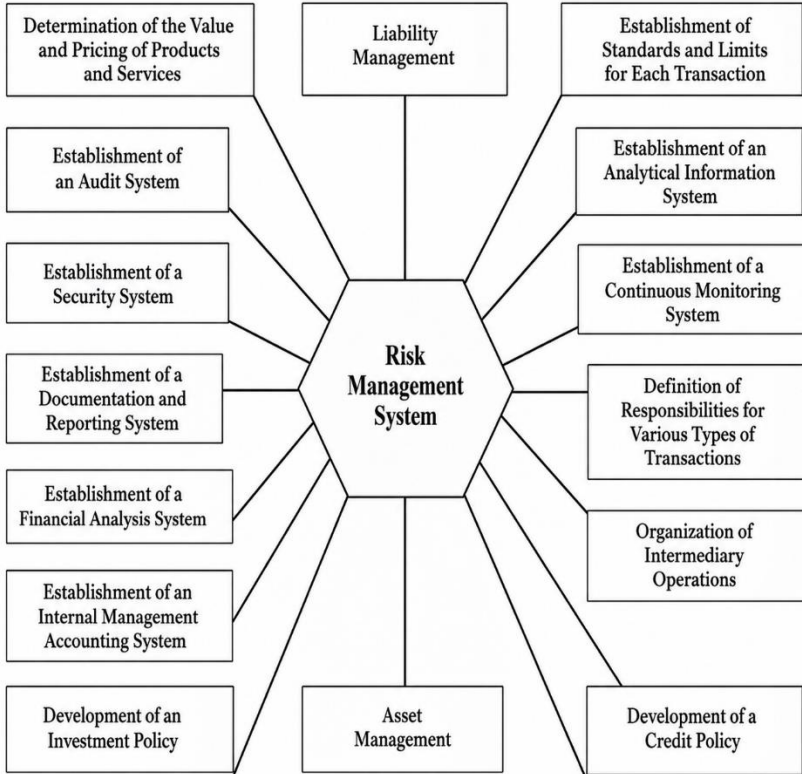 Determination of the Value
and Pricing of Products
and Services
Liability
Management
Establishment of
Standards and Limits
for Each Transaction
Establishment of
an Audit System
Establishment of an
Analytical Information
System
Establishment of a
Security System
Establishment of a
Continuous Monitoring
System
Risk
Management
System
Establishment of a
Documentation and
Reporting System
Definition of
Responsibilities for
Various Types of
Transactions
Establishment of a
Financial Analysis System
Organization of
Intermediary
Operations
Establishment of an
Internal Management
Accounting System
Development of an
Investment Policy
Asset
Management
Development of a
Credit Policy